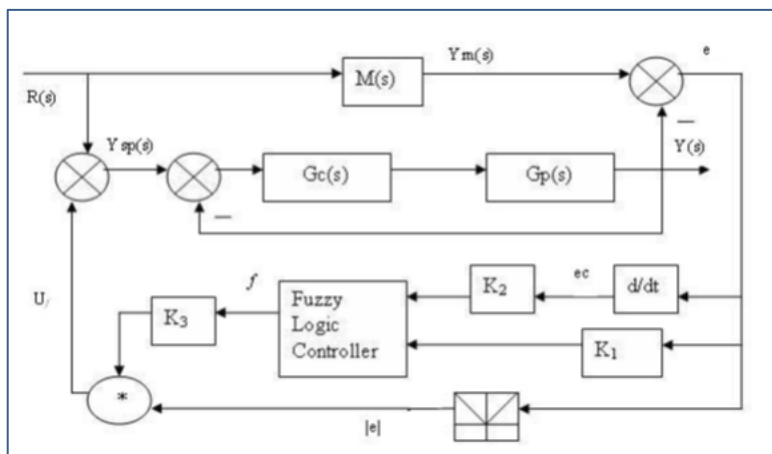 e
Ym(s)
M(s)
R(s)
Ysp(s)
Y(s)
Gc(s)
Gp(s)
f
ec
K2
d/dt
Fuzzy
Logic
Controller
K3
K1
*
|e|